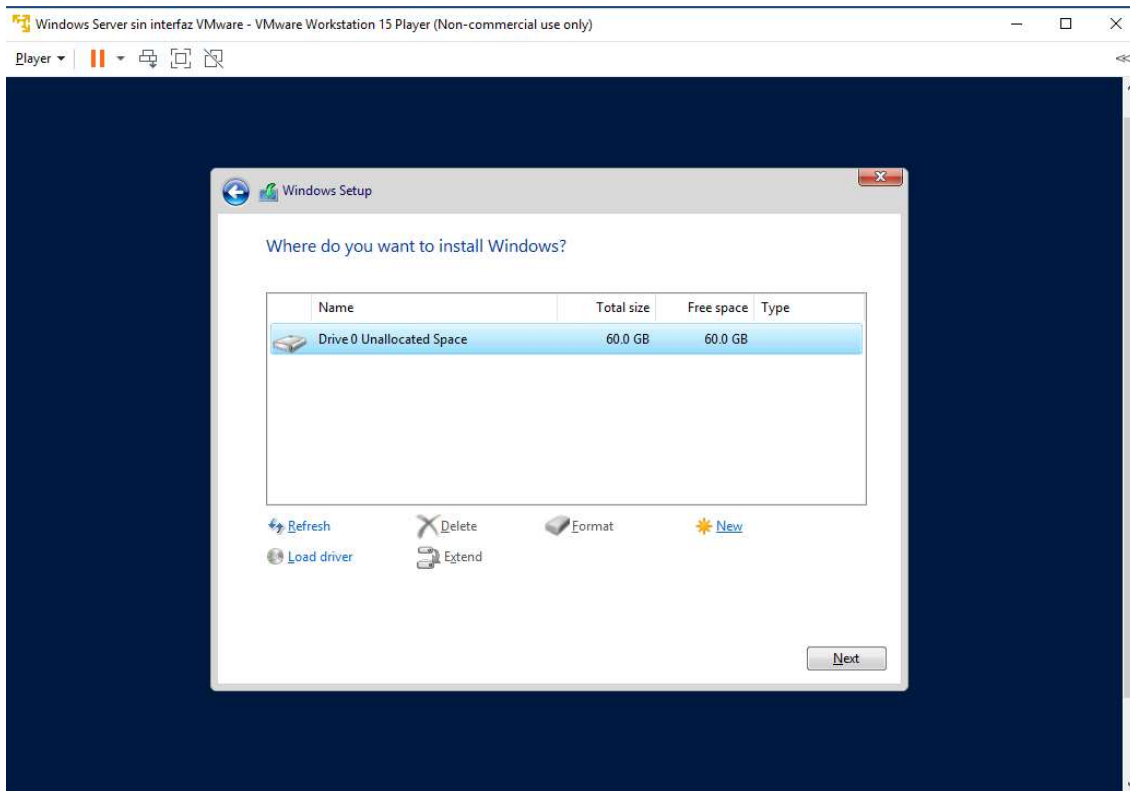 Windows Server sin interfaz VMware - VMware Workstation 15 Player (Non-commercial use only)
Player
Windows Setup
Where do you want to install Windows?
Name Total size Free space Type
Drive 0 Unallocated Space 60.0 GB 60.0 GB
Refresh Delete Format New
Load driver Extend
Next